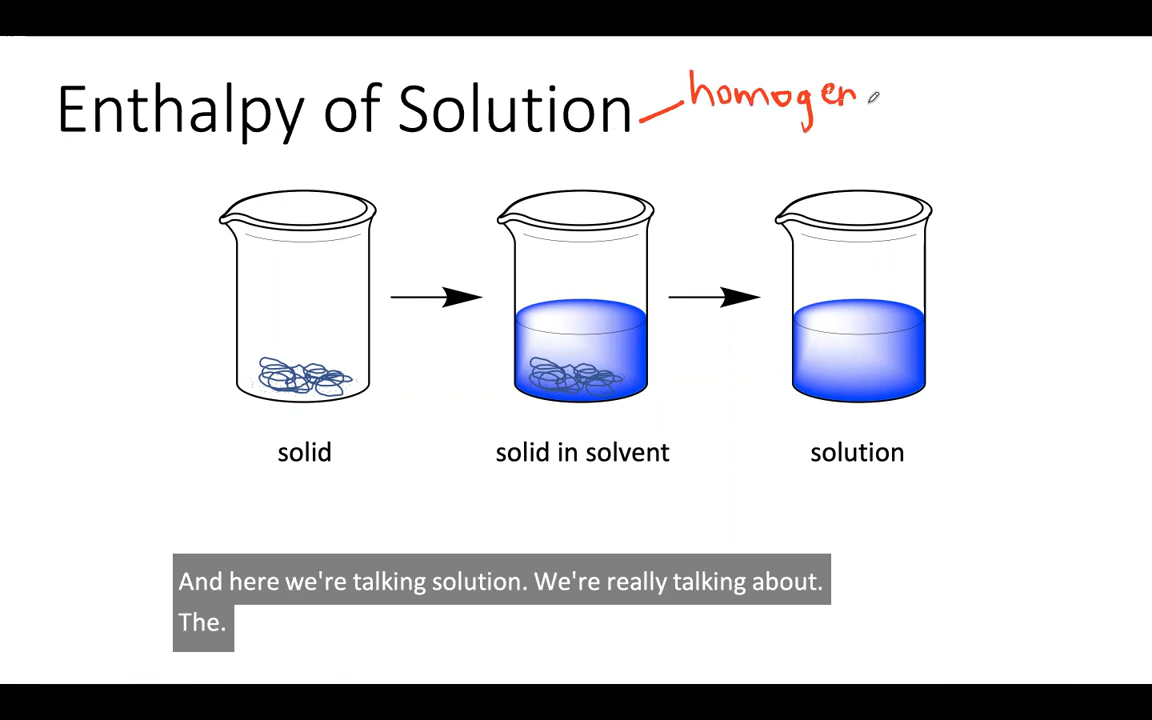 Enthalpy of Solution
homogen
solid
solid in solvent
solution
And here we're talking solution. We're really talking about.
The.